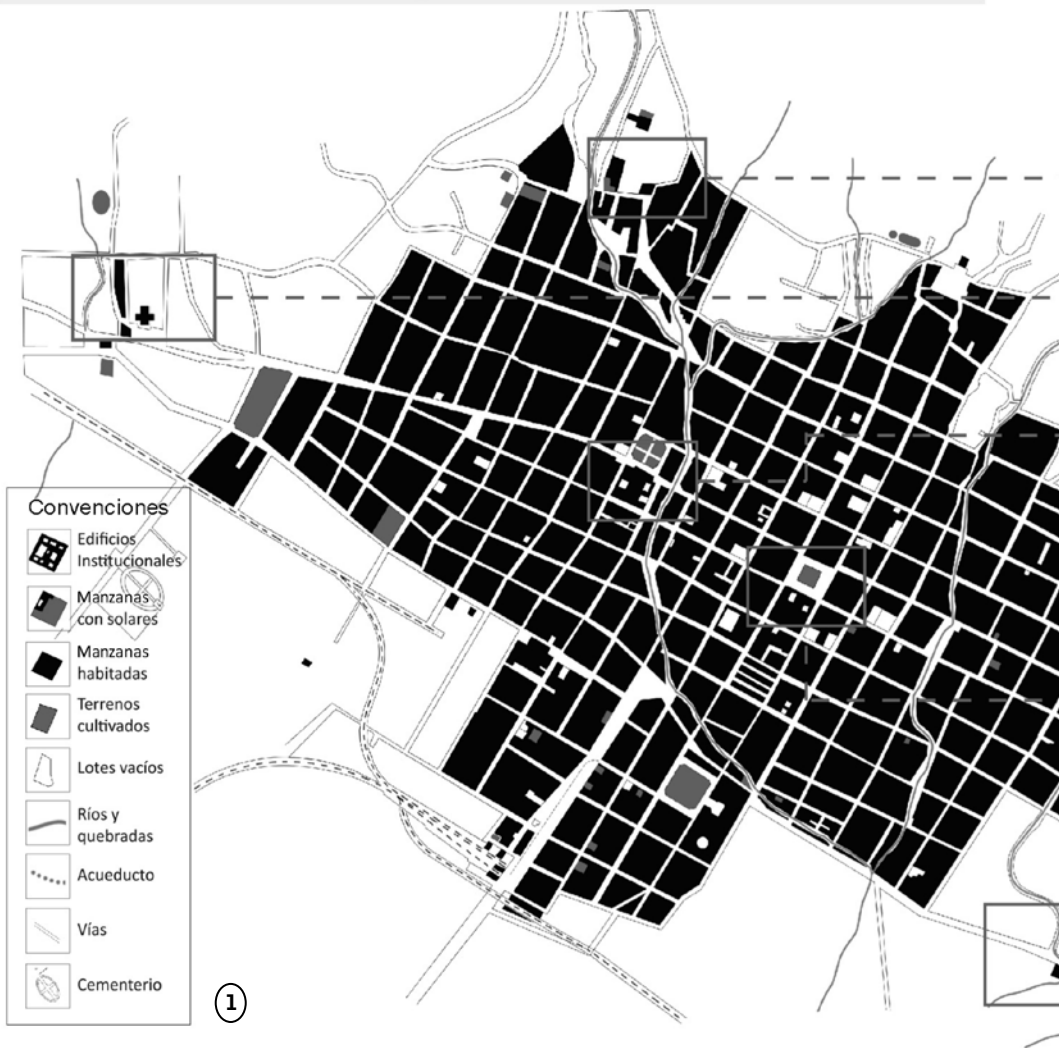 Convenciones
Edificios
Institucionales
Manzanas
con solares
Manzanas
habitadas
Terrenos
cultivados
Lotes vacíos
Ríos y
quebradas
Acueducto
Vías
Cementerio
1